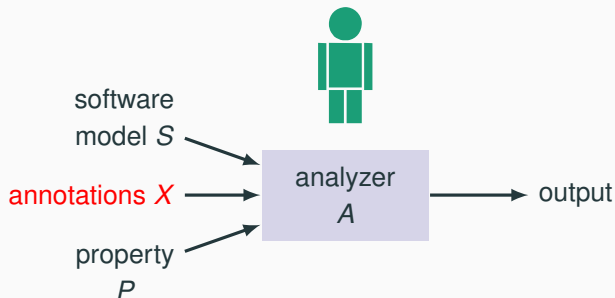 software
model S
annotations X
property
P
analyzer
A
output